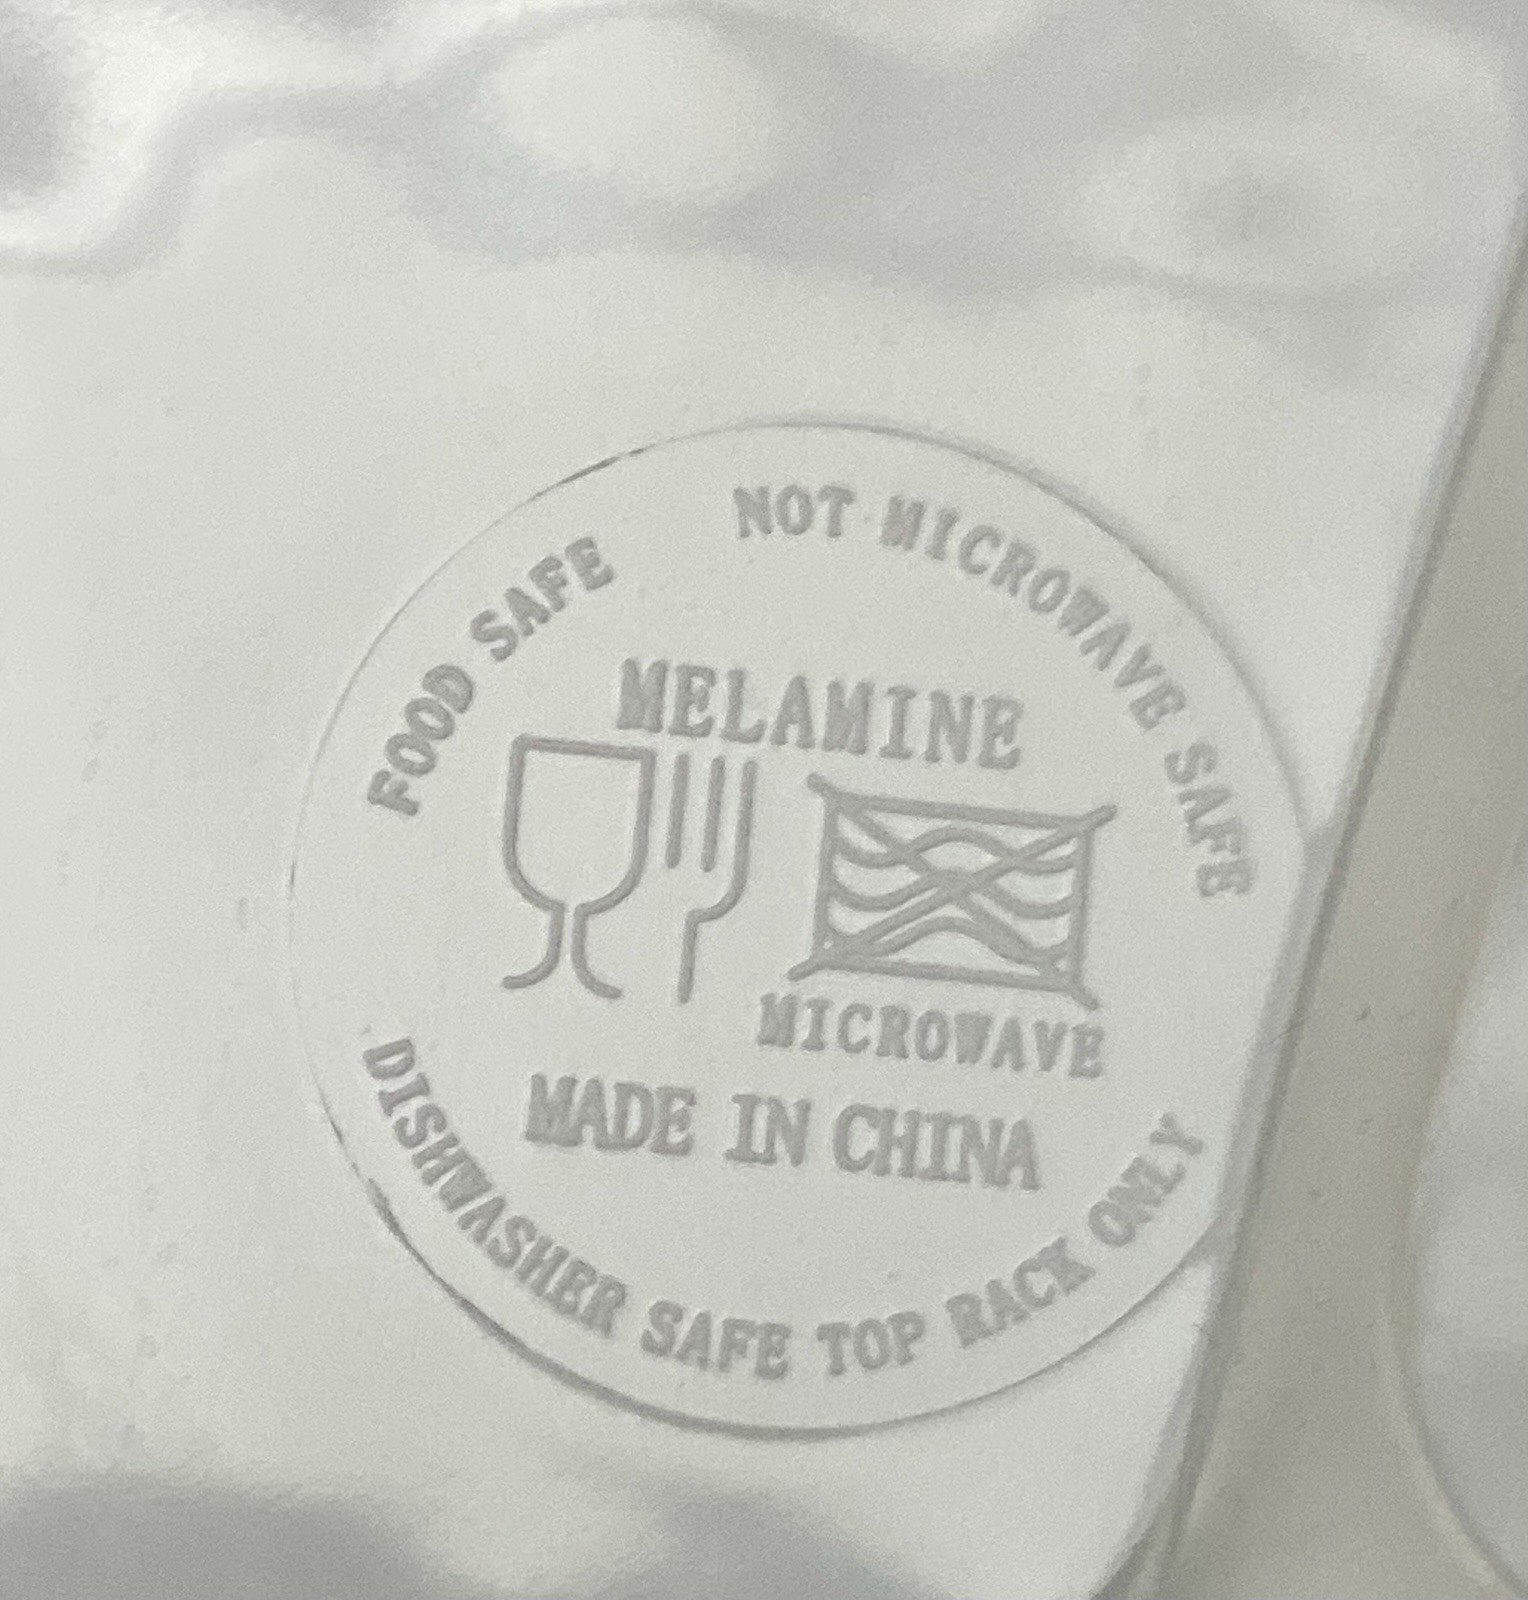 FOOD SAFE
NOT MICROWAVE SAFE
MELAMINE
MICROWAVE
MADE IN CHINA
DISHWASHER SAFE TOP RACK ONLY